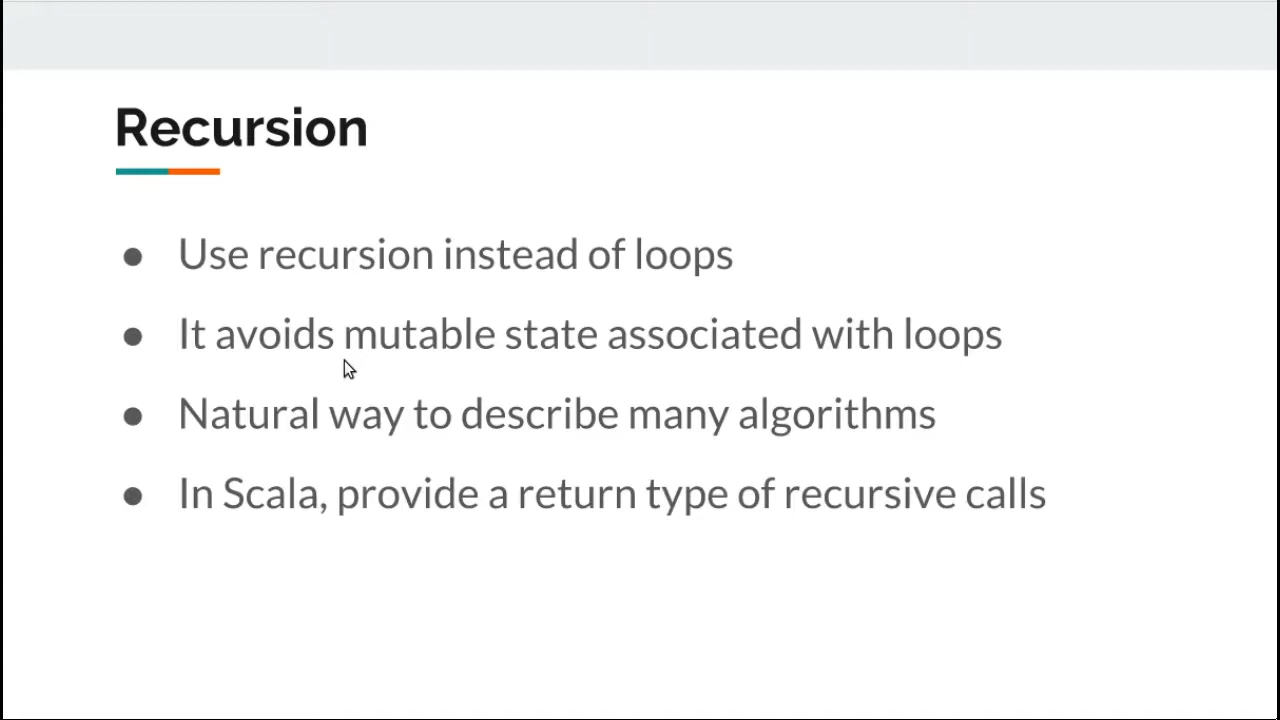 Recursion
● Use recursion instead of loops
● It avoids mutable state associated with loops
● Natural way to describe many algorithms
● In Scala, provide a return type of recursive calls